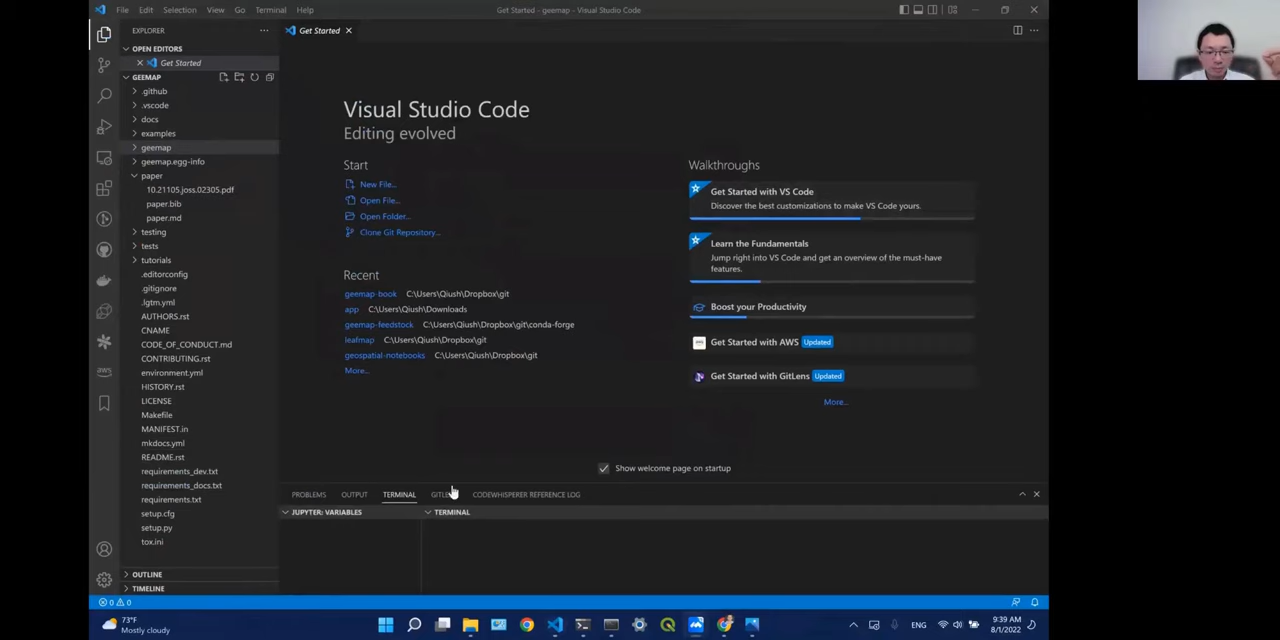 File Edit Selection View Go Terminal Help
Get Started - geemap - Visual Studio Code
EXPLORER
OPEN EDITORS
Get Started
GEEMAP
.github
.vscode
docs
examples
geemap
geemap.egg-info
paper
10.21105.joss.02305.pdf
paper.bib
paper.md
testing
tests
tutorials
.editorconfig
.gitignore
.lgtm.yml
AUTHORS.rst
CNAME
CODE_OF_CONDUCT.md
CONTRIBUTING.rst
environment.yml
HISTORY.rst
LICENSE
Makefile
MANIFEST.in
mkdocs.yml
README.rst
requirements_dev.txt
requirements_docs.txt
requirements.txt
setup.cfg
setup.py
tox.ini
OUTLINE
TIMELINE
aws
Get Started
Visual Studio Code
Editing evolved
Start
New File...
Open File...
Open Folder...
Clone Git Repository...
Recent
geemap-book C:\Users\Qiush\Dropbox\git
app C:\Users\Qiush\Downloads
geemap-feedstock C:\Users\Qiush\Dropbox\git\conda-forge
leafmap C:\Users\Qiush\Dropbox\git
geospatial-notebooks C:\Users\Qiush\Dropbox\git
More...
Walkthroughs
Get Started with VS Code
Discover the best customizations to make VS Code yours.
Learn the Fundamentals
Jump right into VS Code and get an overview of the must-have
features.
Boost your Productivity
Get Started with AWS Updated
Get Started with GitLens Updated
More...
Show welcome page on startup
PROBLEMS OUTPUT TERMINAL CODEWHISPERER REFERENCE LOG
JUPYTER: VARIABLES
TERMINAL
0 0
73°F
Mostly cloudy
ENG
9:39 AM
8/1/2022